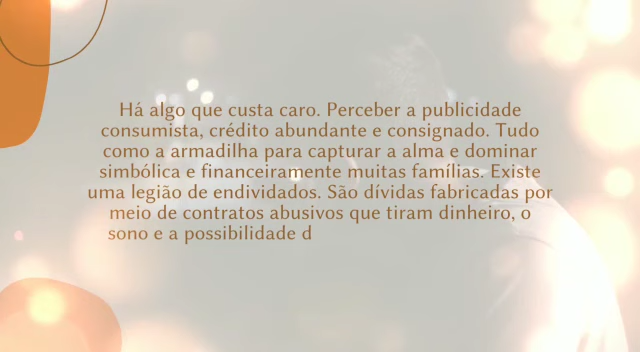 Há algo que custa caro. Perceber a publicidade
consumista, crédito abundante e consignado. Tudo
como a armadilha para capturar a alma e dominar
simbólica e financeiramente muitas famílias. Existe
uma legião de endividados. São dívidas fabricadas por
meio de contratos abusivos que tiram dinheiro, o
sono e a possibilidade d